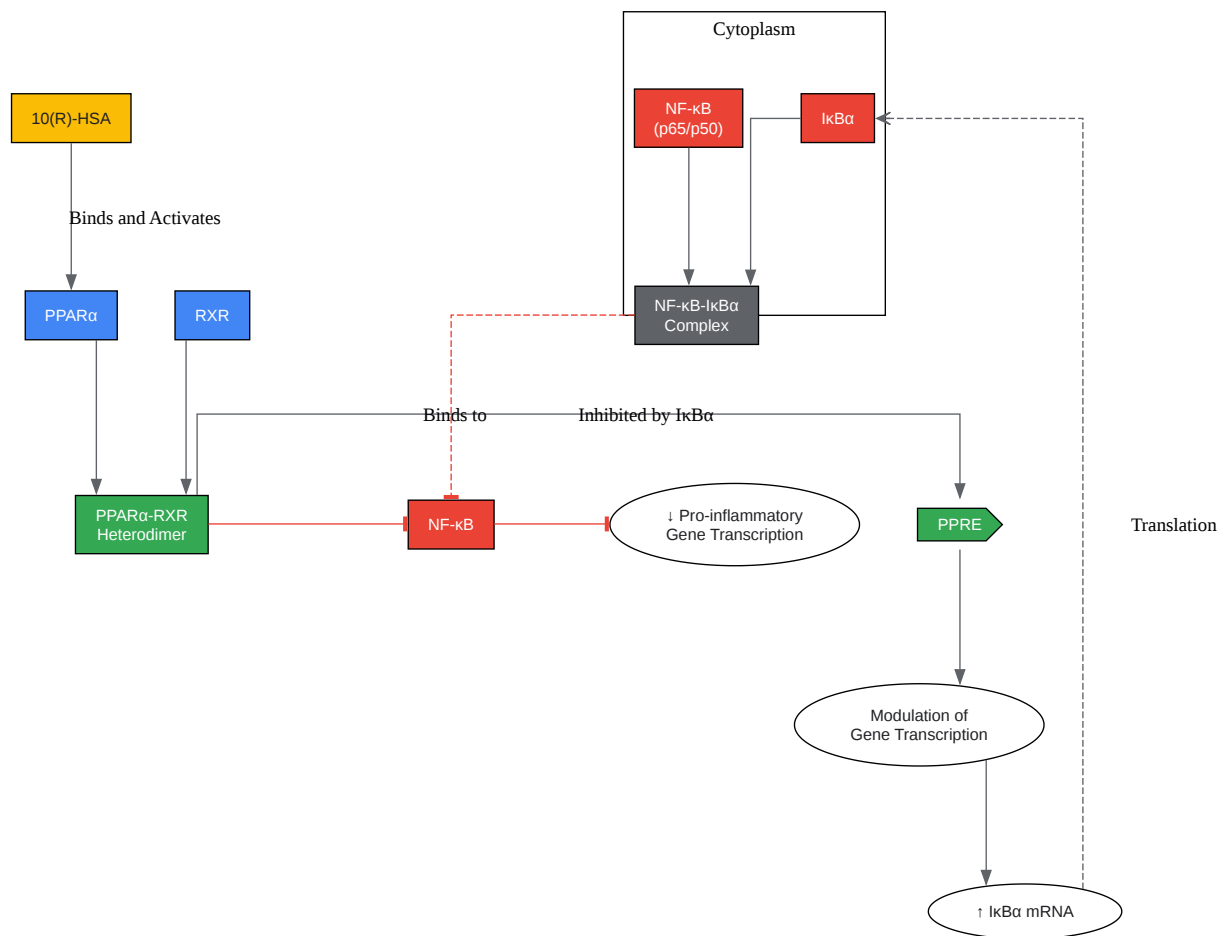 Cytoplasm
10(R)-HSA
NF-κB
(p65/p50)
IκBα
Binds and Activates
PPARα
RXR
NF-κB-IκBα
Complex
Binds to
Inhibited by IκBα
PPARα-RXR
Heterodimer
NF-κB
↓ Pro-inflammatory
Gene Transcription
PPRE
Translation
Modulation of
Gene Transcription
↑ IκBα mRNA